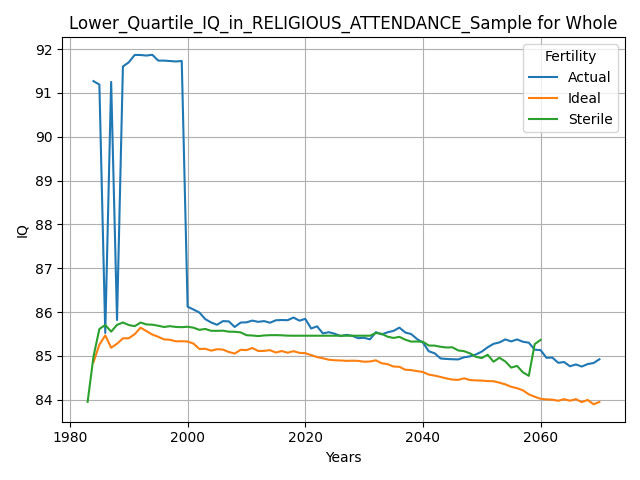 Lower_Quartile_IQ_in_RELIGIOUS_ATTENDANCE_Sample for Whole
Fertility
Actual
Ideal
Sterile
IQ
92
91
90
89
88
87
86
85
84
1980
2000
2020
2040
2060
Years